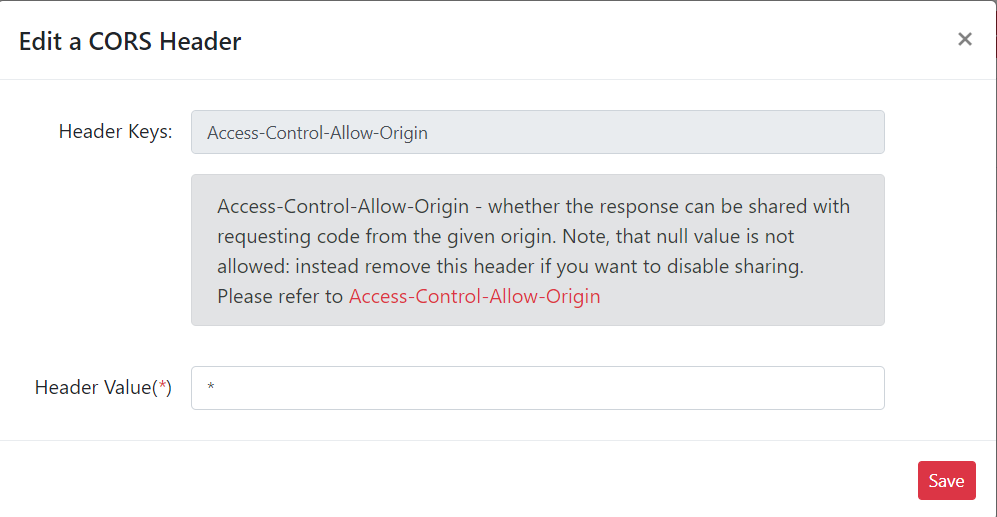 Edit a CORS Header
×
Header Keys:
Access-Control-Allow-Origin
Access-Control-Allow-Origin - whether the response can be shared with
requesting code from the given origin. Note, that null value is not
allowed: instead remove this header if you want to disable sharing.
Please refer to Access-Control-Allow-Origin
Header Value(*)
*
Save